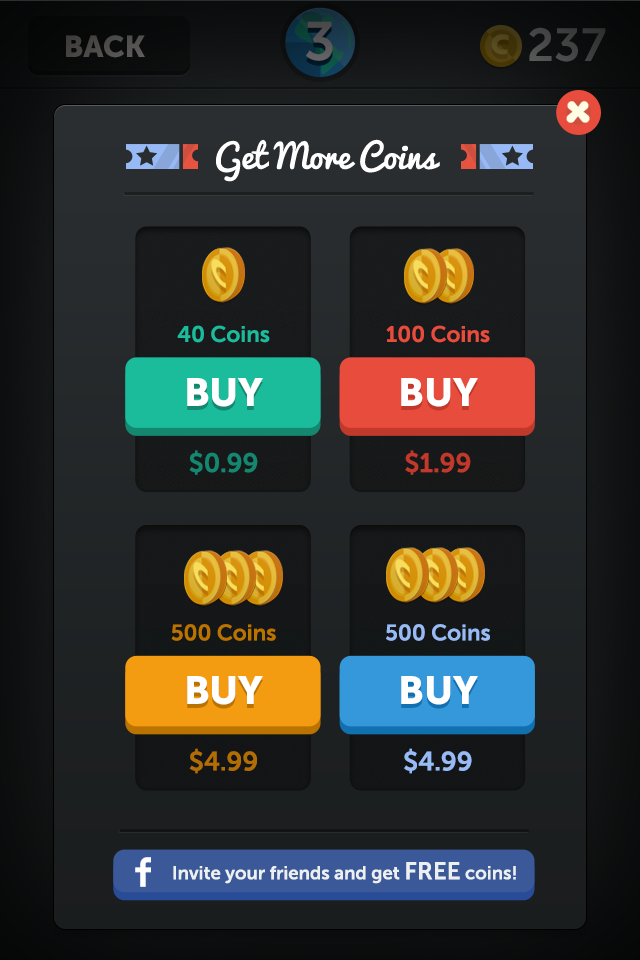 BACK
3
C 237
Get More Coins
40 Coins
BUY
$0.99
100 Coins
BUY
$1.99
500 Coins
BUY
$4.99
500 Coins
BUY
$4.99
f Invite your friends and get FREE coins!